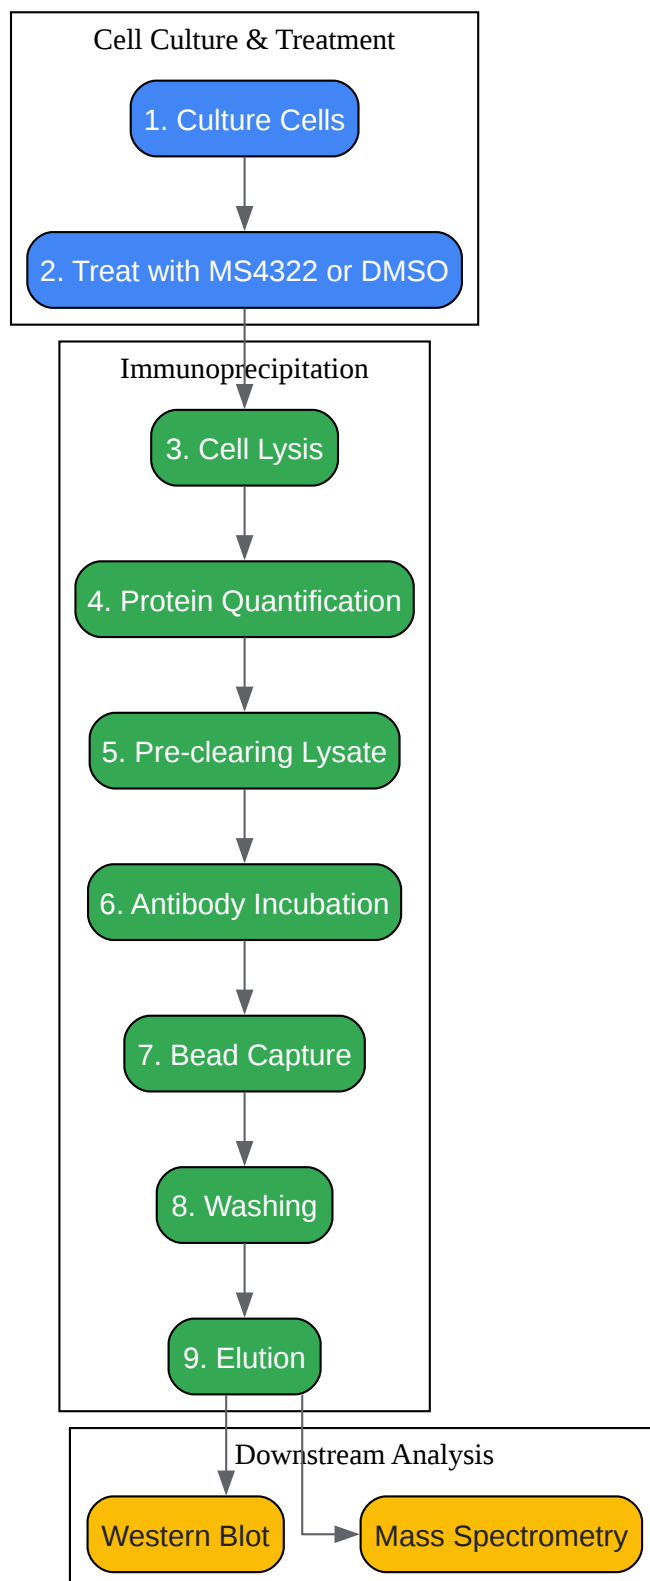 Cell Culture & Treatment
1. Culture Cells
2. Treat with MS4322 or DMSO
Immunoprecipitation
3. Cell Lysis
4. Protein Quantification
5. Pre-clearing Lysate
6. Antibody Incubation
7. Bead Capture
8. Washing
9. Elution
Downstream Analysis
Western Blot
Mass Spectrometry